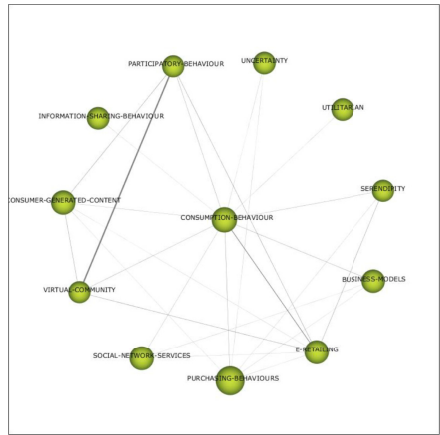 PARTICIPATORY-BEHAVIOUR
UNCERTAINTY
UTILITARIAN
INFORMATION-SHARING-BEHAVIOUR
SERENDIPITY
CONSUMER-GENERATED-CONTENT
CONSUMPTION-BEHAVIOUR
BUSINESS-MODELS
VIRTUAL-COMMUNITY
E-RETAILING
SOCIAL-NETWORK-SERVICES
PURCHASING-BEHAVIOURS